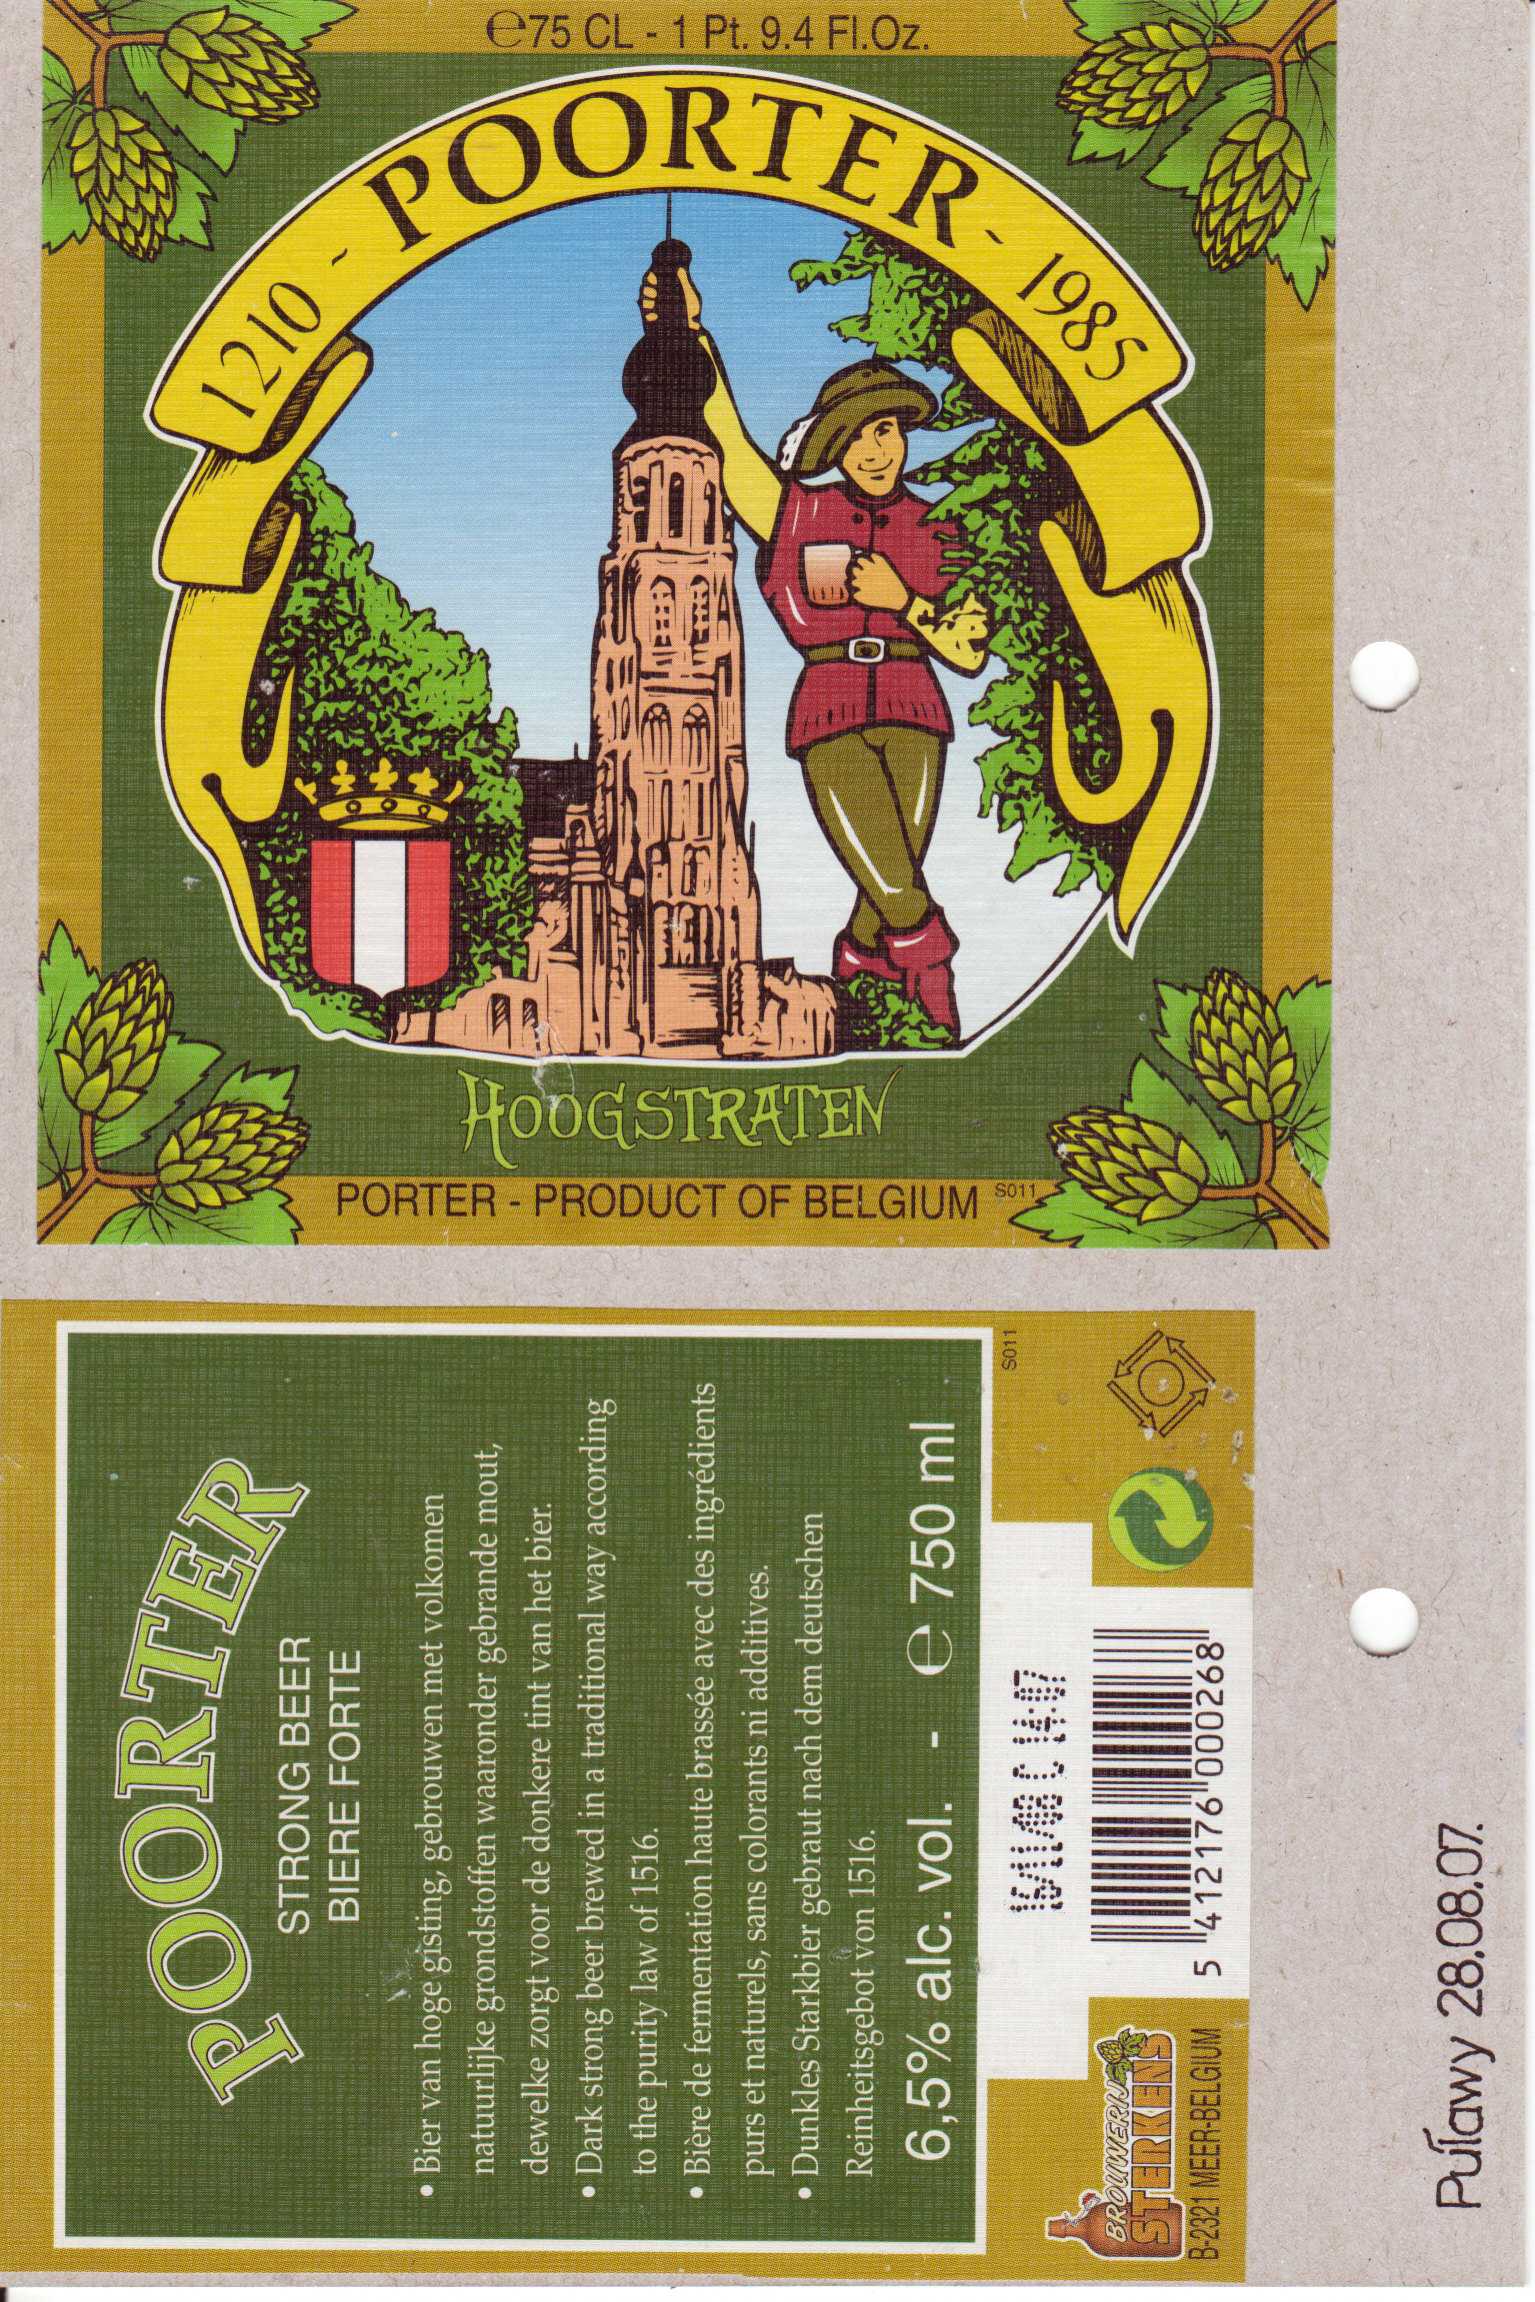 ℮75 CL - 1 Pt. 9.4 Fl.Oz.
1210 - POORTER - 1985
HOOGSTRATEN
PORTER - PRODUCT OF BELGIUM
S011
POORTER
STRONG BEER
BIERE FORTE
• Bier van hoge gisting, gebrouwen met volkomen
natuurlijke grondstoffen waaronder gebrande mout,
dewelke zorgt voor de donkere tint van het bier.
• Dark strong beer brewed in a traditional way according
to the purity law of 1516.
• Bière de fermentation haute brassée avec des ingrédients
purs et naturels, sans colorants ni additives.
• Dunkles Starkbier gebraut nach dem deutschen
Reinheitsgebot von 1516.
6,5% alc. vol. - ℮ 750 ml
S011
14:07
5 412176 000268
BROUWERIJ
STERKENS
B-2321 MEER-BELGIUM
Puławy 28.08.07.